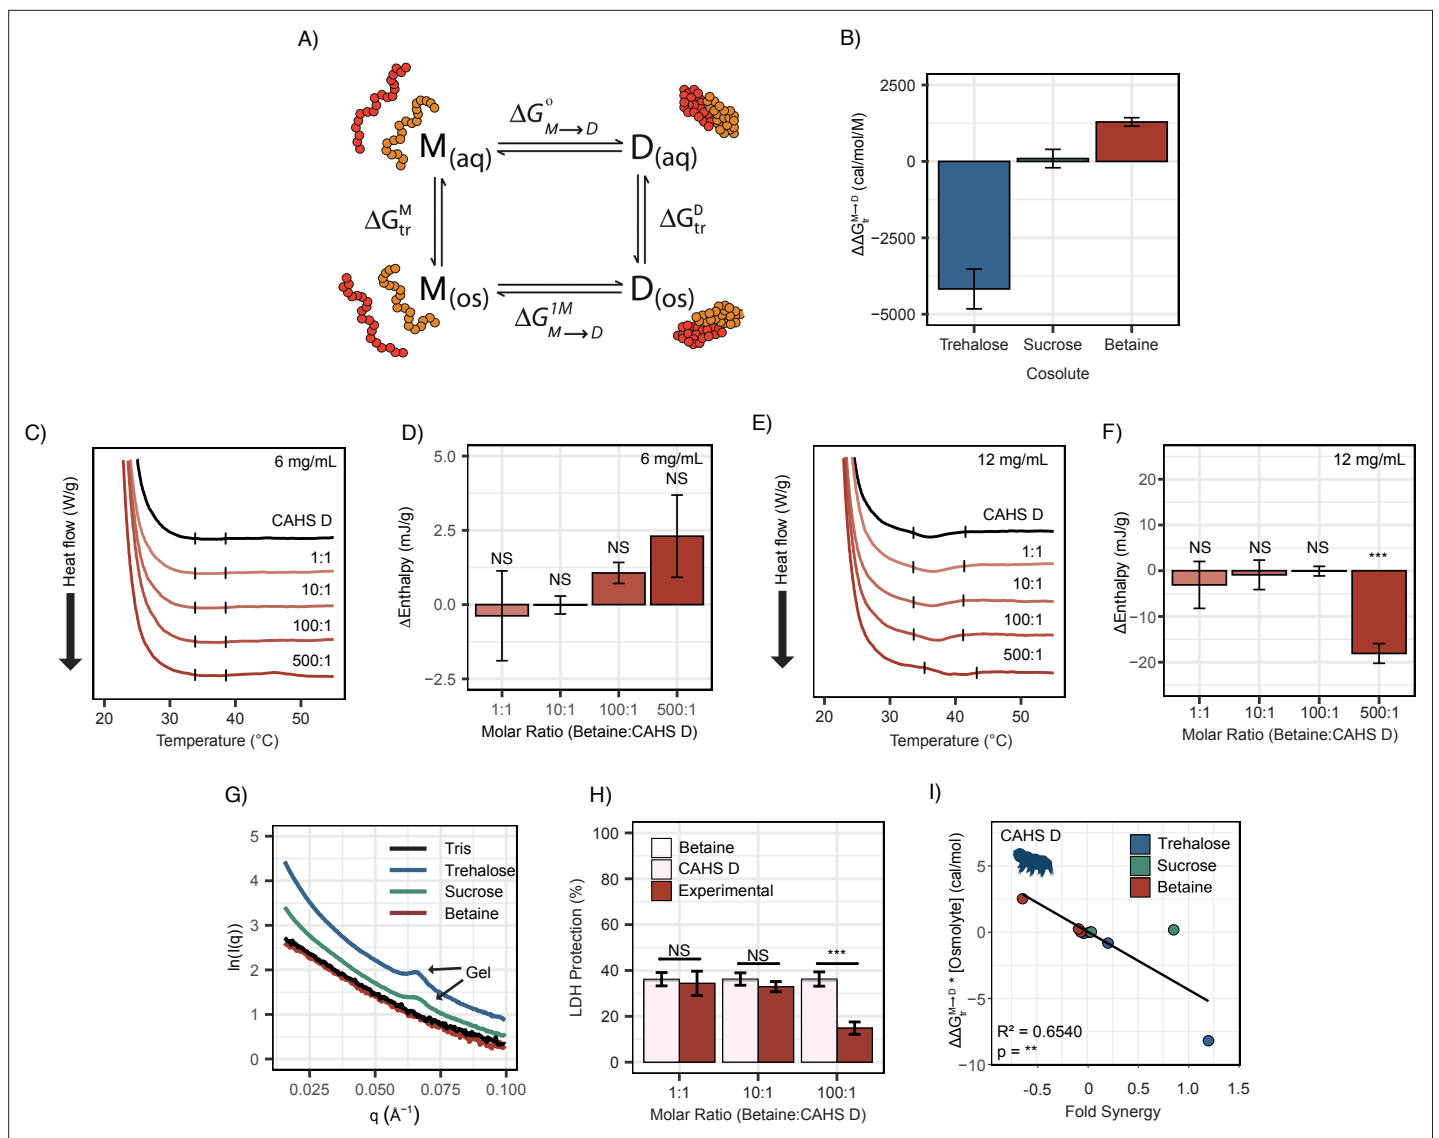 A)
ΔG°M→D
M(aq)
D(aq)
ΔGMtr
ΔGDtr
M(os)
D(os)
ΔG1MM→D
B)
ΔΔGtrM→D (cal/mol/M)
2500
0
−2500
−5000
Trehalose Sucrose Betaine
Cosolute
C)
Heat flow (W/g)
6 mg/mL
CAHS D
1:1
10:1
100:1
500:1
20 30 40 50
Temperature (°C)
D)
ΔEnthalpy (mJ/g)
6 mg/mL
5.0
2.5
0.0
−2.5
NS NS NS NS
1:1 10:1 100:1 500:1
Molar Ratio (Betaine:CAHS D)
E)
Heat flow (W/g)
12 mg/mL
CAHS D
1:1
10:1
100:1
500:1
20 30 40 50
Temperature (°C)
F)
ΔEnthalpy (mJ/g)
12 mg/mL
20
10
0
−10
−20
NS NS NS ***
1:1 10:1 100:1 500:1
Molar Ratio (Betaine:CAHS D)
G)
ln(I(q))
5
4
3
2
1
0
Tris
Trehalose
Sucrose
Betaine
Gel
0.025 0.050 0.075 0.100
q (Å−1)
H)
LDH Protection (%)
100
80
60
40
20
0
Betaine
CAHS D
Experimental
NS NS ***
1:1 10:1 100:1
Molar Ratio (Betaine:CAHS D)
I)
ΔΔGtrM→D * [Osmolyte] (cal/mol)
CAHS D
Trehalose
Sucrose
Betaine
5
0
−5
−10
R² = 0.6540
p = **
-0.5 0 0.5 1.0 1.5
Fold Synergy